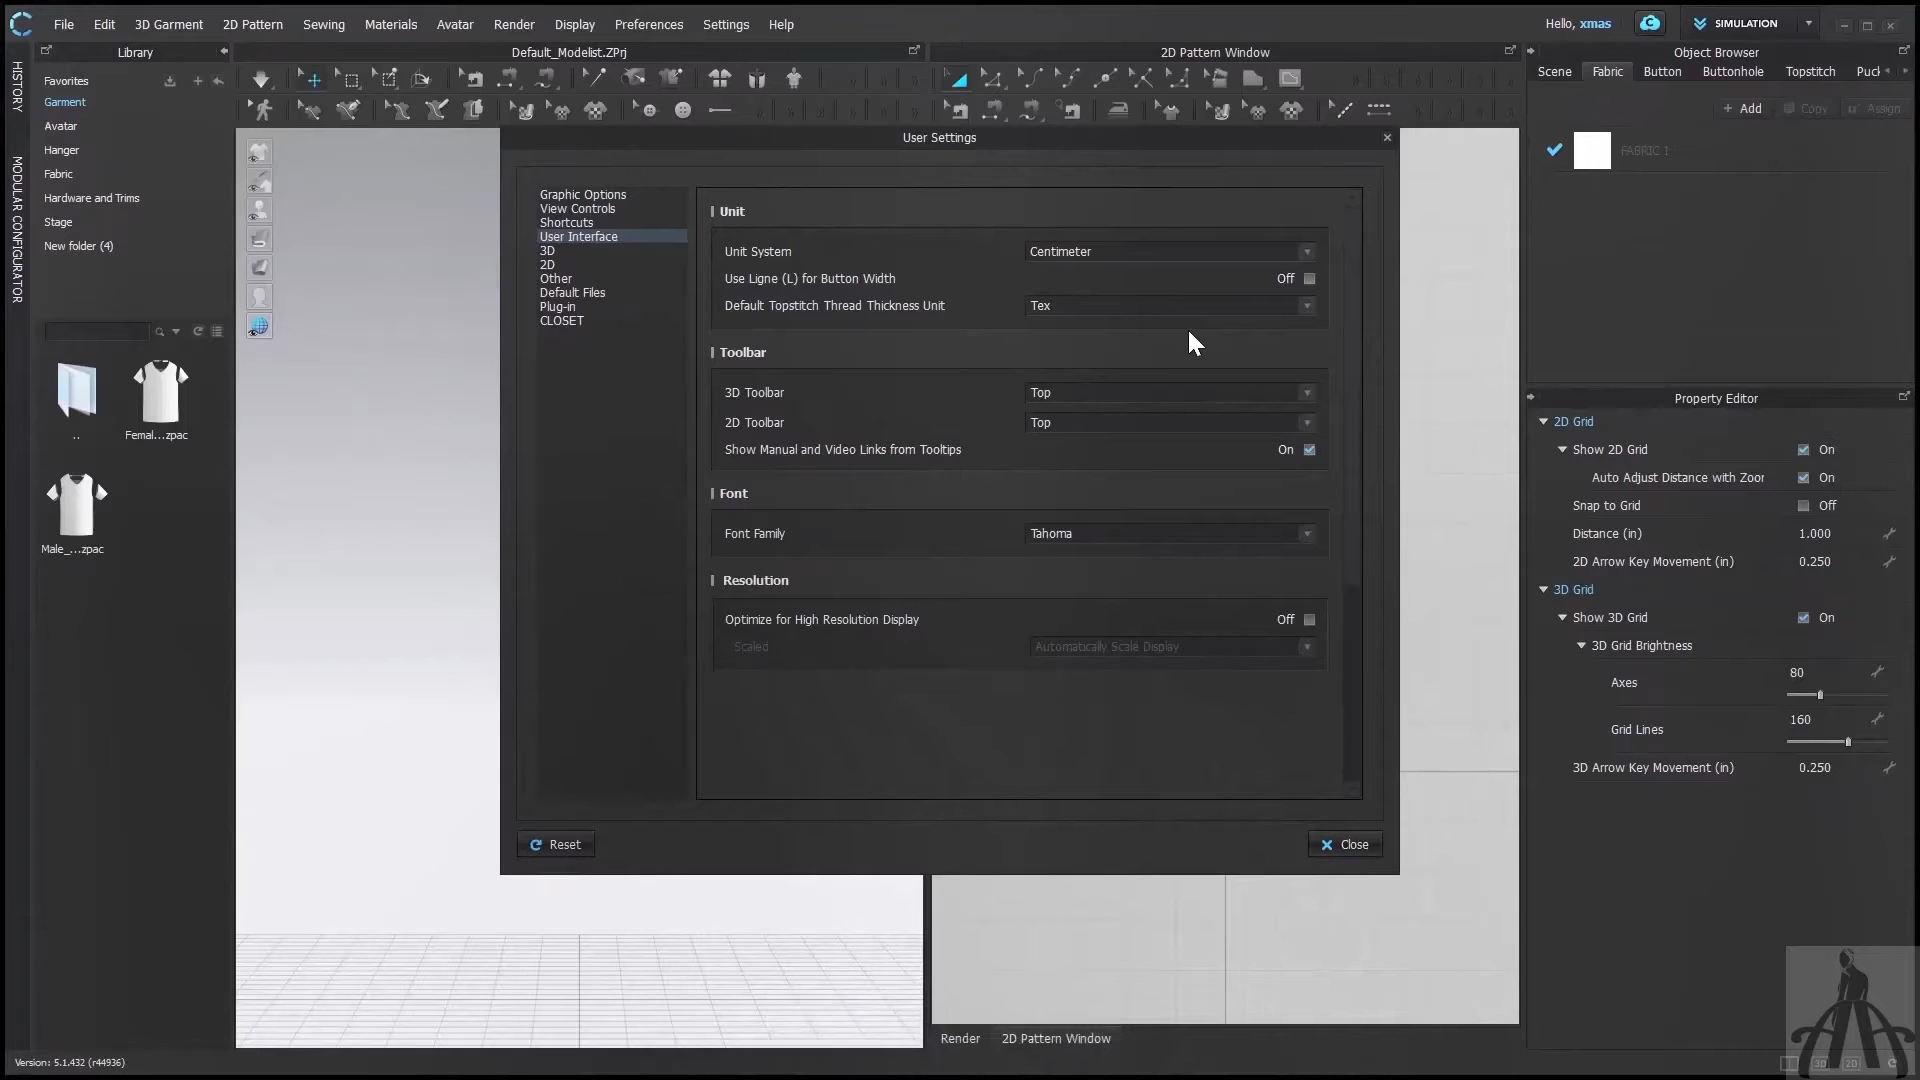 File Edit 3D Garment 2D Pattern Sewing Materials Avatar Render Display Preferences Settings Help
Hello, xmas
SIMULATION
Library
Default_Modelist.ZPrj
2D Pattern Window
Object Browser
HISTORY
MODULAR CONFIGURATOR
Favorites
Garment
Avatar
Hanger
Fabric
Hardware and Trims
Stage
New folder (4)
..
Femal...zpac
Male_...zpac
User Settings
Graphic Options
View Controls
Shortcuts
User Interface
3D
2D
Other
Default Files
Plug-in
CLOSET
Unit
Unit System Centimeter
Use Ligne (L) for Button Width Off
Default Topstitch Thread Thickness Unit Tex
Toolbar
3D Toolbar Top
2D Toolbar Top
Show Manual and Video Links from Tooltips On
Font
Font Family Tahoma
Resolution
Optimize for High Resolution Display Off
Scaled Automatically Scale Display
Reset
Close
Scene Fabric Button Buttonhole Topstitch Puck
Add Copy Assign
FABRIC 1
Property Editor
2D Grid
Show 2D Grid On
Auto Adjust Distance with Zoor On
Snap to Grid Off
Distance (in) 1.000
2D Arrow Key Movement (in) 0.250
3D Grid
Show 3D Grid On
3D Grid Brightness
Axes 80
Grid Lines 160
3D Arrow Key Movement (in) 0.250
Render 2D Pattern Window
Version: 5.1.432 (r44936)
3D 2D